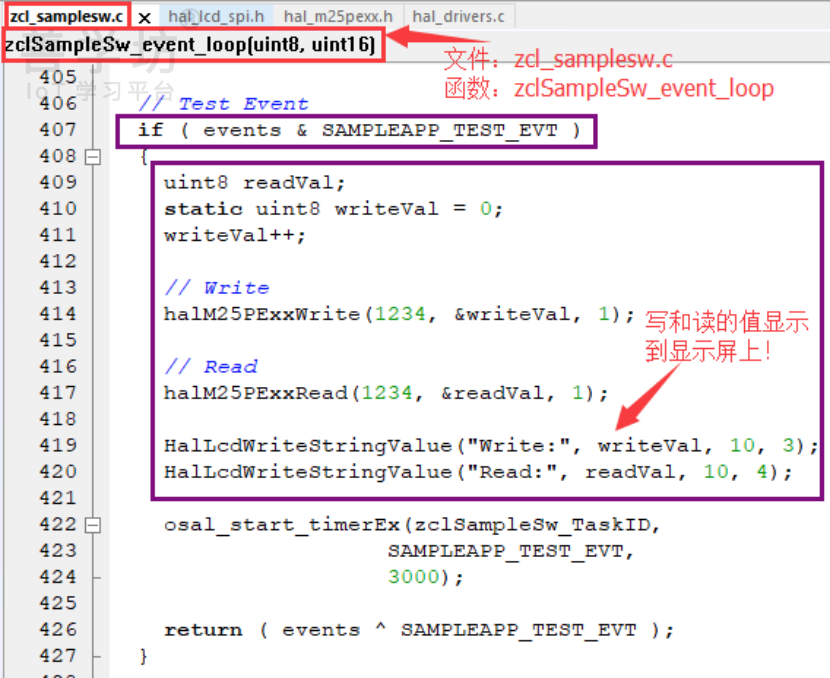 zcl_samplesw.c × hal_lcd_spi.h hal_m25pexx.h hal_drivers.c
zclSampleSw_event_loop(uint8, uint16)
文件：zcl_samplesw.c
函数：zclSampleSw_event_loop
善学坊
IoT 学习平台
405
406 // Test Event
407 if ( events & SAMPLEAPP_TEST_EVT )
408 {
409 uint8 readVal;
410 static uint8 writeVal = 0;
411 writeVal++;
412
413 // Write
414 halM25PExxWrite(1234, &writeVal, 1);
写和读的值显示
到显示屏上！
415
416 // Read
417 halM25PExxRead(1234, &readVal, 1);
418
419 HalLcdWriteStringValue("Write:", writeVal, 10, 3);
420 HalLcdWriteStringValue("Read:", readVal, 10, 4);
421
422 osal_start_timerEx(zclSampleSw_TaskID,
423 SAMPLEAPP_TEST_EVT,
424 3000);
425
426 return ( events ^ SAMPLEAPP_TEST_EVT );
427 }